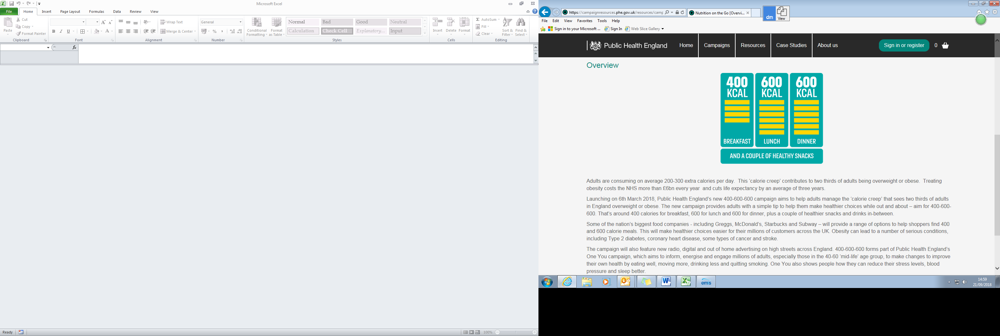 Microsoft Excel
File Home Insert Page Layout Formulas Data Review View
Cut
Copy
Format Painter
Paste
Clipboard
B I U
A A
Font
Wrap Text
Merge & Center
Alignment
General
% ,
Number
Conditional Formatting
Format as Table
Normal Bad Good Neutral
Calculation Check Cell Explanatory... Input
Styles
Insert Delete Format
Cells
Σ AutoSum
Fill
Clear
Sort & Filter
Find & Select
Editing
fx
Ready
100%
https://campaignresources.phe.gov.uk/resources/camp
Nutrition on the Go [Overvi...
dm
View
File Edit View Favorites Tools Help
Sign in to your Microsoft ... Sign In Web Slice Gallery
Public Health England
Home Campaigns Resources Case Studies About us
Sign in or register 0
Overview
400 KCAL
BREAKFAST
600 KCAL
LUNCH
600 KCAL
DINNER
AND A COUPLE OF HEALTHY SNACKS
Adults are consuming on average 200-300 extra calories per day.  This ‘calorie creep’ contributes to two thirds of adults being overweight or obese.  Treating
obesity costs the NHS more than £6bn every year  and cuts life expectancy by an average of three years.
Launching on 6th March 2018, Public Health England’s new 400-600-600 campaign aims to help adults manage the ‘calorie creep’ that sees two thirds of adults
in England overweight or obese. The new campaign provides adults with a simple tip to help them make healthier choices while out and about – aim for 400-600-
600. That’s around 400 calories for breakfast, 600 for lunch and 600 for dinner, plus a couple of healthier snacks and drinks in-between.
Some of the nation’s biggest food companies - including Greggs, McDonald’s, Starbucks and Subway – will provide a range of options to help shoppers find 400
and 600 calorie meals. This will make healthier choices easier for their millions of customers across the UK. Obesity can lead to a number of serious conditions,
including Type 2 diabetes, coronary heart disease, some types of cancer and stroke.
The campaign will also feature new radio, digital and out of home advertising on high streets across England. 400-600-600 forms part of Public Health England’s
One You campaign, which aims to inform, energise and engage millions of adults, especially those in the 40-60 ‘mid-life’ age group, to make changes to improve
their own health by eating well, moving more, drinking less and quitting smoking. One You also shows people how they can reduce their stress levels, blood
pressure and sleep better.
emis
14:59
21/09/2018